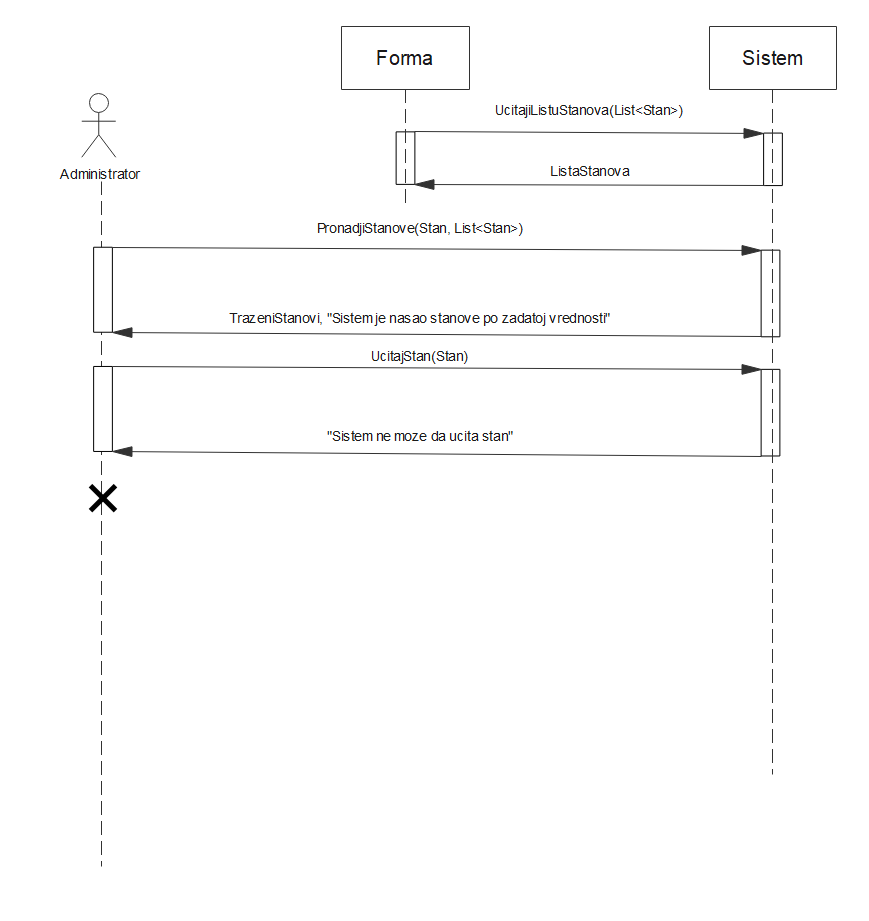 Forma
Sistem
UcitajiListuStanova(List<Stan>)
ListaStanova
Administrator
PronadjiStanove(Stan, List<Stan>)
TrazeniStanovi, "Sistem je nasao stanove po zadatoj vrednosti"
UcitajStan(Stan)
"Sistem ne moze da ucita stan"